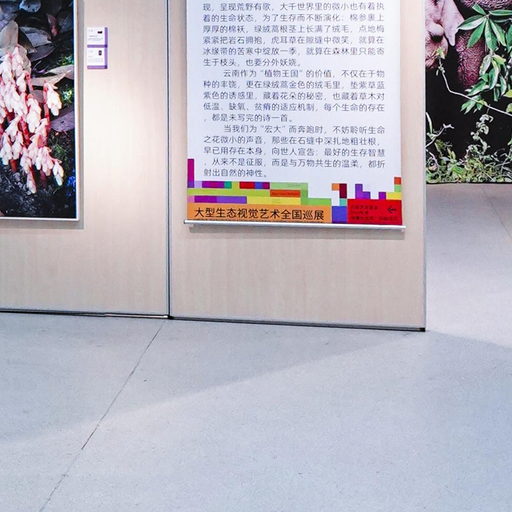 现，呈现荒野有歌，大千世界里的微小也有着执
着的生命状态，为了生存而不断演化，棉参裹上
厚厚的棉袄，绿绒蒿根茎上长满了绒毛，点地梅
紧紧把岩石拥抱，虎耳草在眼缝中微笑，就算在
冰缘带的苦寒中绽放一季，就算在森林里只能寄
生于枝头，也要分外妖娆。
云南作为“植物王国”的价值，不仅在于物
种的丰饶，更在绿绒蒿金色的绒毛里，垫紫草蓝
紫色的诱惑里，藏着花朵的秘密，也藏着草木对
低温、缺氧、贫瘠的适应机制，每个生命的存在
，都是未写完的诗一首。
当我们为“宏大”而奔跑时，不妨聆听生命
之花微小的声音，那些在石缝中深扎地粗壮根，
早已用存在本身，向世人宣告：最好的生存智慧
，从来不是征服，而是与万物共生的温柔，都折
射出自然的神性。
大型生态视觉艺术全国巡展